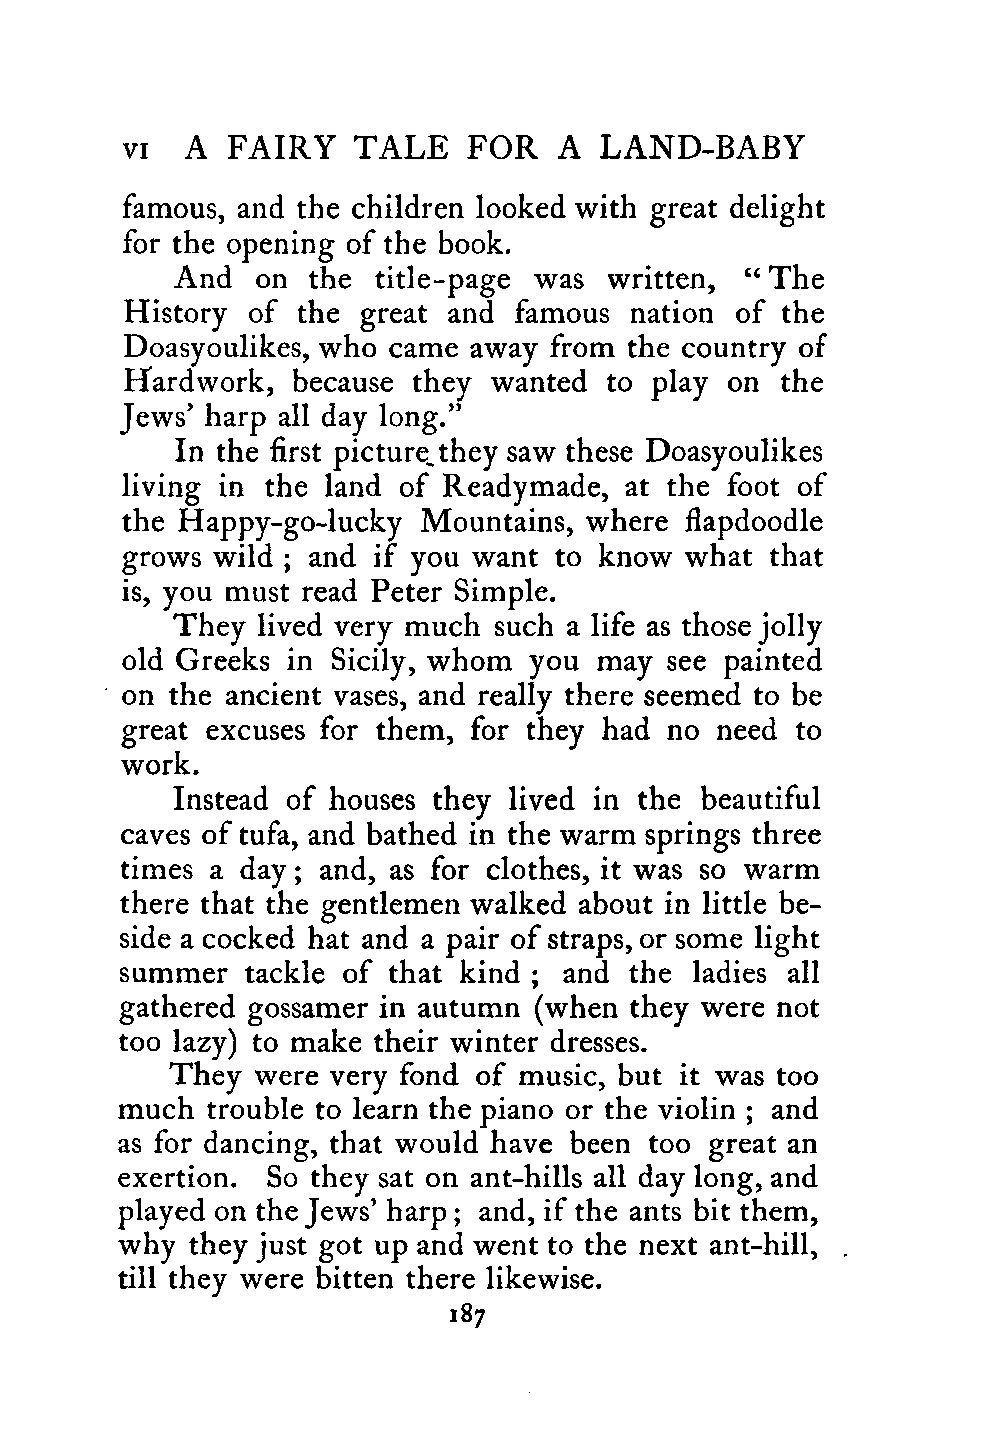 VI A FAIRY TALE FOR A LAND-BABY
famous, and the children looked with great delight
for the opening of the book.
And on the title-page was written, "The
History of the great and famous nation of the
Doasyoulikes, who came away from the country of
Hardwork, because they wanted to play on the
Jews' harp all day long."
In the first picture they saw these Doasyoulikes
living in the land of Readymade, at the foot of
the Happy-go-lucky Mountains, where flapdoodle
grows wild ; and if you want to know what that
is, you must read Peter Simple.
They lived very much such a life as those jolly
old Greeks in Sicily, whom you may see painted
on the ancient vases, and really there seemed to be
great excuses for them, for they had no need to
work.
Instead of houses they lived in the beautiful
caves of tufa, and bathed in the warm springs three
times a day ; and, as for clothes, it was so warm
there that the gentlemen walked about in little be-
side a cocked hat and a pair of straps, or some light
summer tackle of that kind ; and the ladies all
gathered gossamer in autumn (when they were not
too lazy) to make their winter dresses.
They were very fond of music, but it was too
much trouble to learn the piano or the violin ; and
as for dancing, that would have been too great an
exertion. So they sat on ant-hills all day long, and
played on the Jews' harp ; and, if the ants bit them,
why they just got up and went to the next ant-hill,
till they were bitten there likewise.
187